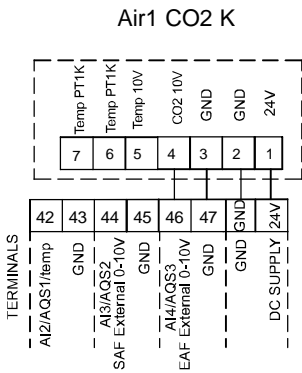 Air1 CO2 K
Temp PT1K
Temp PT1K
Temp 10V
CO2 10V
GND
GND
24V
7 6 5 4 3 2 1
TERMINALS
42 43 44 45 46 47 GND 24V
AI2/AQS1/temp
GND
AI3/AQS2
SAF External 0-10V
GND
AI4/AQS3
EAF External 0-10V
GND
GND
DC SUPPLY